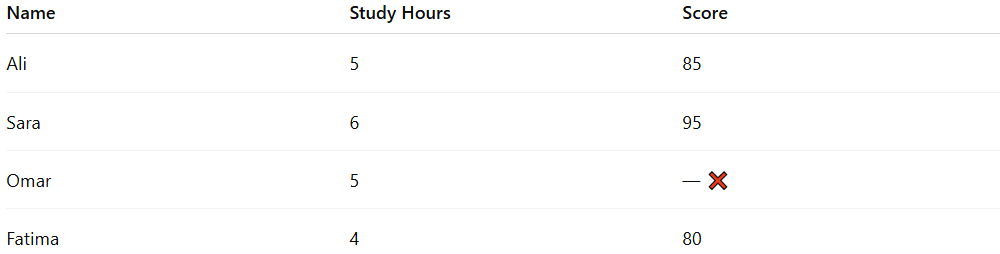 Name Study Hours Score
Ali 5 85
Sara 6 95
Omar 5 — ❌
Fatima 4 80